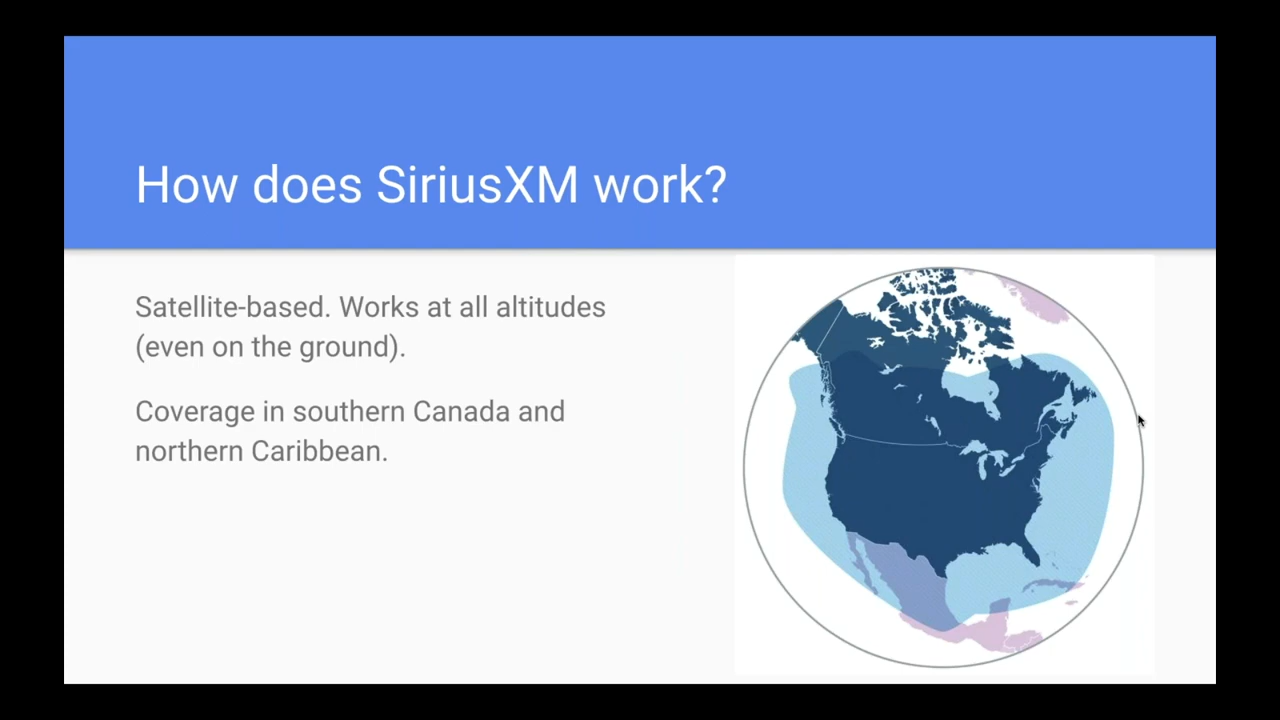 How does SiriusXM work?
Satellite-based. Works at all altitudes
(even on the ground).
Coverage in southern Canada and
northern Caribbean.